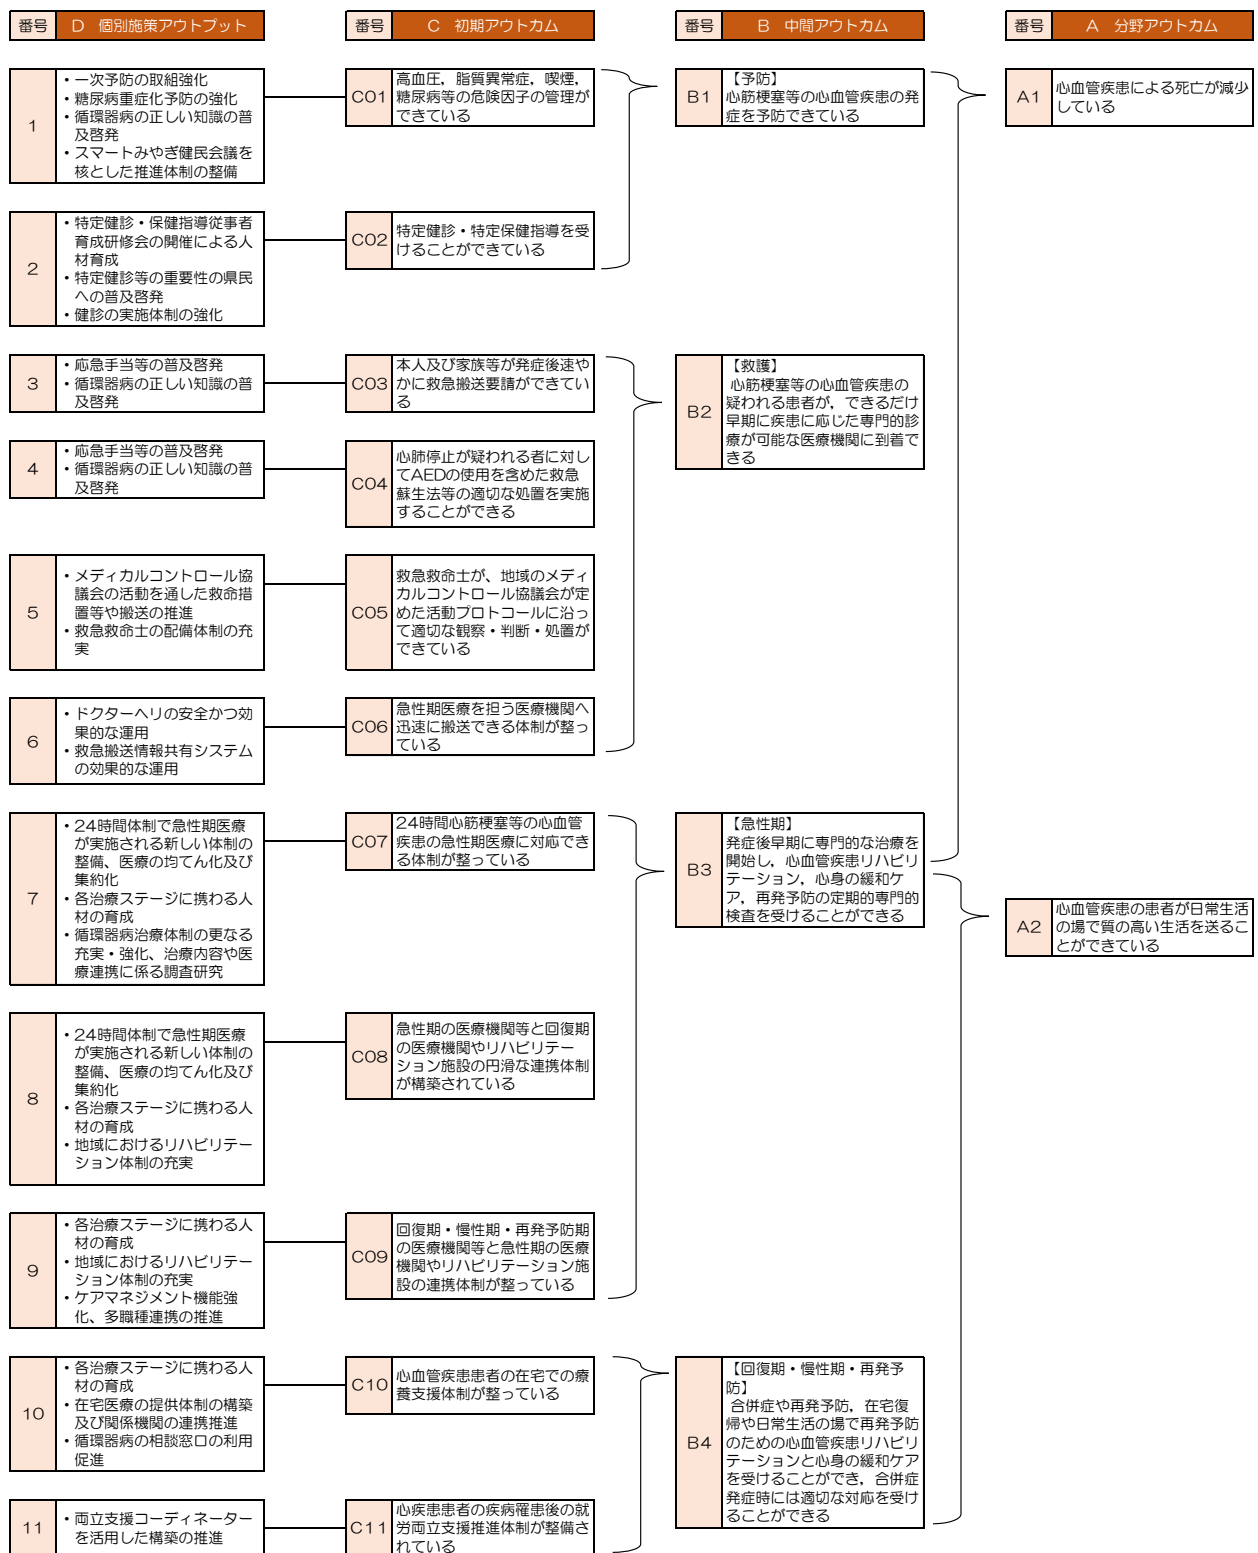 番号 D 個別施策アウトプット
番号 C 初期アウトカム
番号 B 中間アウトカム
番号 A 分野アウトカム
1
・一次予防の取組強化
・糖尿病重症化予防の強化
・循環器病の正しい知識の普
及啓発
・スマートみやぎ健民会議を
核とした推進体制の整備
C01
高血圧，脂質異常症，喫煙，
糖尿病等の危険因子の管理が
できている
B1
【予防】
心筋梗塞等の心血管疾患の発
症を予防できている
A1
心血管疾患による死亡が減少
している
2
・特定健診・保健指導従事者
育成研修会の開催による人
材育成
・特定健診等の重要性の県民
への普及啓発
・健診の実施体制の強化
C02
特定健診・特定保健指導を受
けることができている
3
・応急手当等の普及啓発
・循環器病の正しい知識の普
及啓発
C03
本人及び家族等が発症後速や
かに救急搬送要請ができてい
る
B2
【救護】
心筋梗塞等の心血管疾患の
疑われる患者が，できるだけ
早期に疾患に応じた専門的診
療が可能な医療機関に到着で
きる
4
・応急手当等の普及啓発
・循環器病の正しい知識の普
及啓発
C04
心肺停止が疑われる者に対し
てAEDの使用を含めた救急
蘇生法等の適切な処置を実施
することができる
5
・メディカルコントロール協
議会の活動を通した救命措
置等や搬送の推進
・救急救命士の配備体制の充
実
C05
救急救命士が、地域のメディ
カルコントロール協議会が定
めた活動プロトコールに沿っ
て適切な観察・判断・処置が
できている
6
・ドクターヘリの安全かつ効
果的な運用
・救急搬送情報共有システム
の効果的な運用
C06
急性期医療を担う医療機関へ
迅速に搬送できる体制が整っ
ている
7
・24時間体制で急性期医療
が実施される新しい体制の
整備、医療の均てん化及び
集約化
・各治療ステージに携わる人
材の育成
・循環器病治療体制の更なる
充実・強化、治療内容や医
療連携に係る調査研究
C07
24時間心筋梗塞等の心血管
疾患の急性期医療に対応でき
る体制が整っている
B3
【急性期】
発症後早期に専門的な治療を
開始し，心血管疾患リハビリ
テーション，心身の緩和ケ
ア，再発予防の定期的専門的
検査を受けることができる
A2
心血管疾患の患者が日常生活
の場で質の高い生活を送るこ
とができている
8
・24時間体制で急性期医療
が実施される新しい体制の
整備、医療の均てん化及び
集約化
・各治療ステージに携わる人
材の育成
・地域におけるリハビリテー
ション体制の充実
C08
急性期の医療機関等と回復期
の医療機関やリハビリテー
ション施設の円滑な連携体制
が構築されている
9
・各治療ステージに携わる人
材の育成
・地域におけるリハビリテー
ション体制の充実
・ケアマネジメント機能強
化、多職種連携の推進
C09
回復期・慢性期・再発予防期
の医療機関等と急性期の医療
機関やリハビリテーション施
設の連携体制が整っている
10
・各治療ステージに携わる人
材の育成
・在宅医療の提供体制の構築
及び関係機関の連携推進
・循環器病の相談窓口の利用
促進
C10
心血管疾患患者の在宅での療
養支援体制が整っている
B4
【回復期・慢性期・再発予
防】
合併症や再発予防，在宅復
帰や日常生活の場で再発予防
のための心血管疾患リハビリ
テーションと心身の緩和ケア
を受けることができ，合併症
発症時には適切な対応を受け
ることができる
11
・両立支援コーディネーター
を活用した構築の推進
C11
心疾患患者の疾病罹患後の就
労両立支援推進体制が整備さ
れている